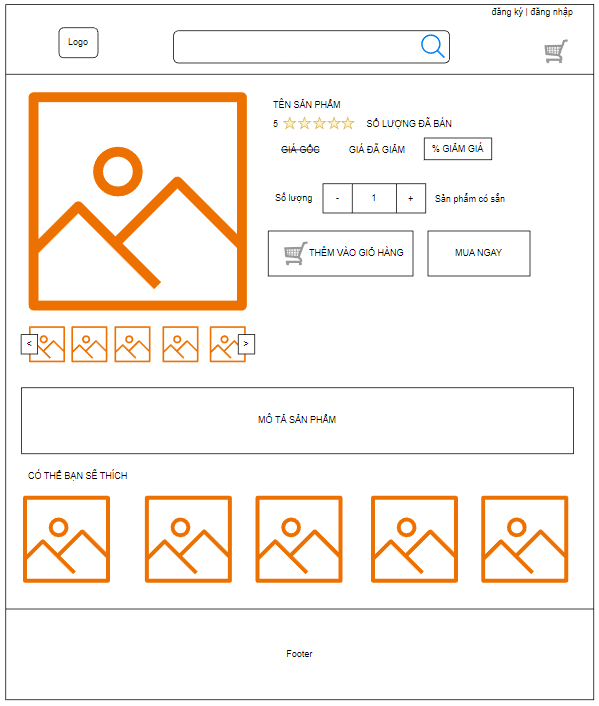 đăng ký | đăng nhập
Logo
TÊN SẢN PHẨM
5 SỐ LƯỢNG ĐÃ BÁN
GIÁ GỐC GIÁ ĐÃ GIẢM % GIẢM GIÁ
Số lượng - 1 + Sản phẩm có sẵn
THÊM VÀO GIỎ HÀNG MUA NGAY
< >
MÔ TẢ SẢN PHẨM
CÓ THỂ BẠN SẼ THÍCH
Footer